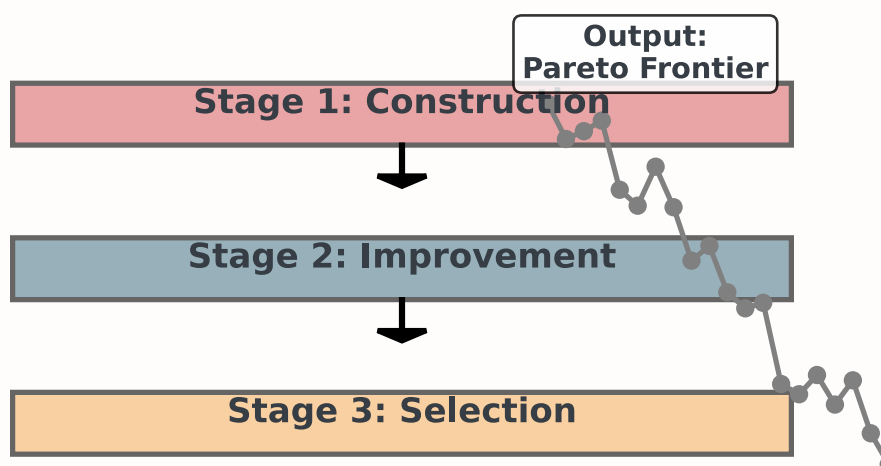 Output:
Pareto Frontier
Stage 1: Construction
Stage 2: Improvement
Stage 3: Selection